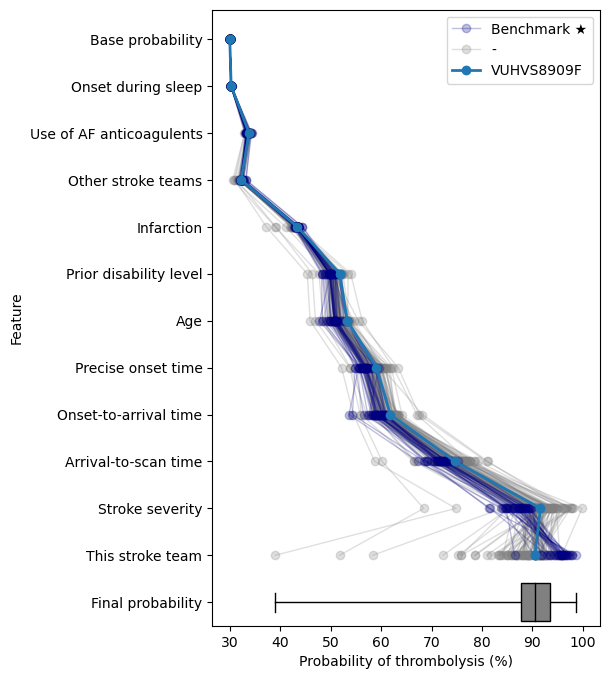 Benchmark ★
-
VUHVS8909F
Feature
Base probability
Onset during sleep
Use of AF anticoagulents
Other stroke teams
Infarction
Prior disability level
Age
Precise onset time
Onset-to-arrival time
Arrival-to-scan time
Stroke severity
This stroke team
Final probability
30 40 50 60 70 80 90 100
Probability of thrombolysis (%)